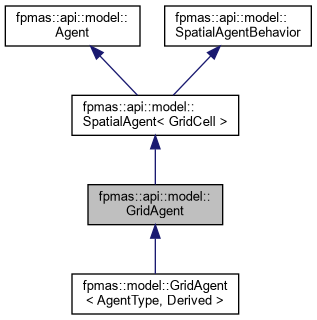 fpmas::api::model::
Agent
fpmas::api::model::
SpatialAgentBehavior
fpmas::api::model::
SpatialAgent< GridCell >
fpmas::api::model::
GridAgent
fpmas::model::GridAgent
< AgentType, Derived >